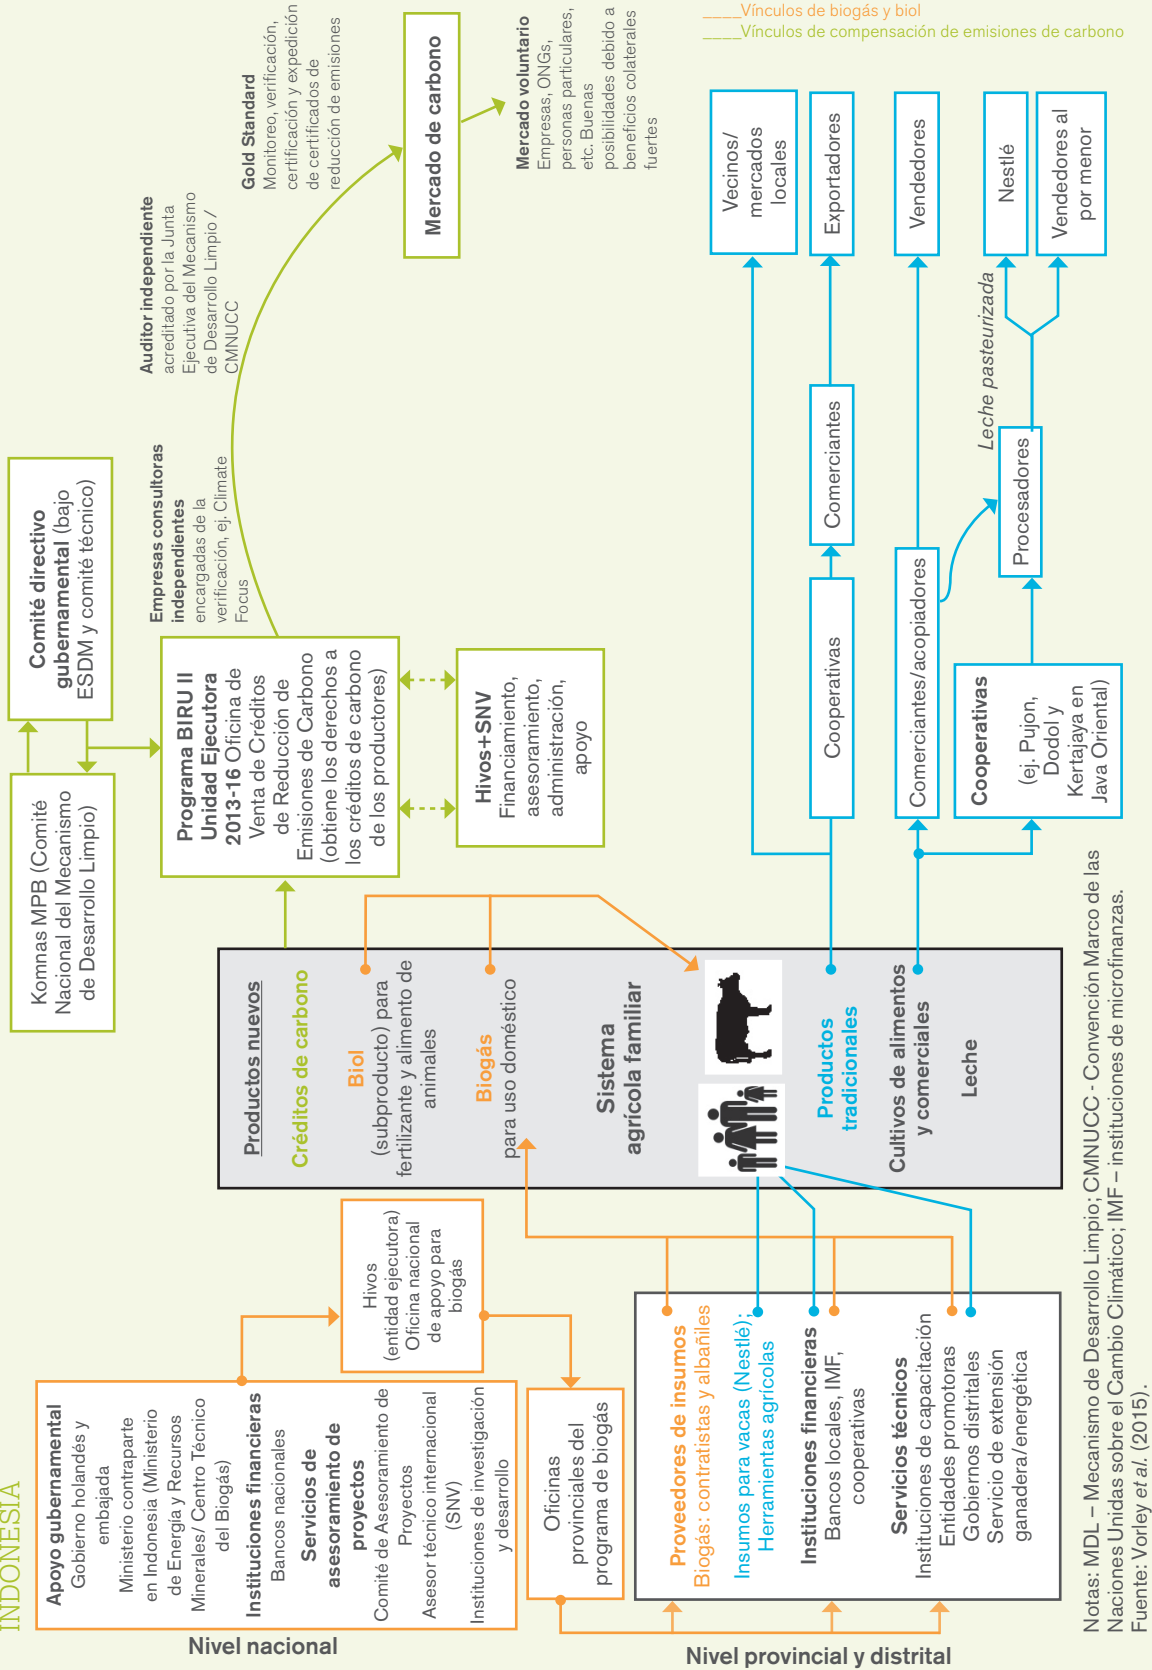 INDONESIA
____Vínculos de biogás y biol
____Vínculos de compensación de emisiones de carbono
Nivel nacional
Apoyo gubernamental
Gobierno holandés y
embajada
Ministerio contraparte
en Indonesia (Ministerio
de Energía y Recursos
Minerales/ Centro Técnico
del Biogás)
Instituciones financieras
Bancos nacionales
Servicios de
asesoramiento de
proyectos
Comité de Asesoramiento de
Proyectos
Asesor técnico internacional
(SNV)
Instituciones de investigación
y desarrollo
Hivos
(entidad ejecutora)
Oficina nacional
de apoyo para
biogás
Oficinas
provinciales del
programa de biogás
Nivel provincial y distrital
Proveedores de insumos
Biogás: contratistas y albañiles
Insumos para vacas (Nestlé);
Herramientas agrícolas
Instituciones financieras
Bancos locales, IMF,
cooperativas
Servicios técnicos
Instituciones de capacitación
Entidades promotoras
Gobiernos distritales
Servicio de extensión
ganadera/energética
Productos nuevos
Créditos de carbono
Biol
(subproducto) para
fertilizante y alimento de
animales
Biogás
para uso doméstico
Sistema
agrícola familiar
Productos
tradicionales
Cultivos de alimentos
y comerciales
Leche
Komnas MPB (Comité
Nacional del Mecanismo
de Desarrollo Limpio)
Comité directivo
gubernamental (bajo
ESDM y comité técnico)
Programa BIRU II
Unidad Ejecutora
2013-16 Oficina de
Venta de Créditos
de Reducción de
Emisiones de Carbono
(obtiene los derechos a
los créditos de carbono
de los productores)
Hivos+SNV
Financiamiento,
asesoramiento,
administración,
apoyo
Empresas consultoras
independientes
encargadas de la
verificación, ej. Climate
Focus
Auditor independiente
acreditado por la Junta
Ejecutiva del Mecanismo
de Desarrollo Limpio /
CMNUCC
Gold Standard
Monitoreo, verificación,
certificación y expedición
de certificados de
reducción de emisiones
Mercado de carbono
Mercado voluntario
Empresas, ONGs,
personas particulares,
etc. Buenas
posibilidades debido a
beneficios colaterales
fuertes
Cooperativas
Comerciantes
Vecinos/
mercados
locales
Exportadores
Comerciantes/acopiadores
Vendedores
Cooperativas
(ej. Pujon,
Dodol y
Kertajaya en
Java Oriental)
Procesadores
Leche pasteurizada
Nestlé
Vendedores al
por menor
Notas: MDL – Mecanismo de Desarrollo Limpio; CMNUCC - Convención Marco de las
Naciones Unidas sobre el Cambio Climático; IMF – instituciones de microfinanzas.
Fuente: Vorley et al. (2015).